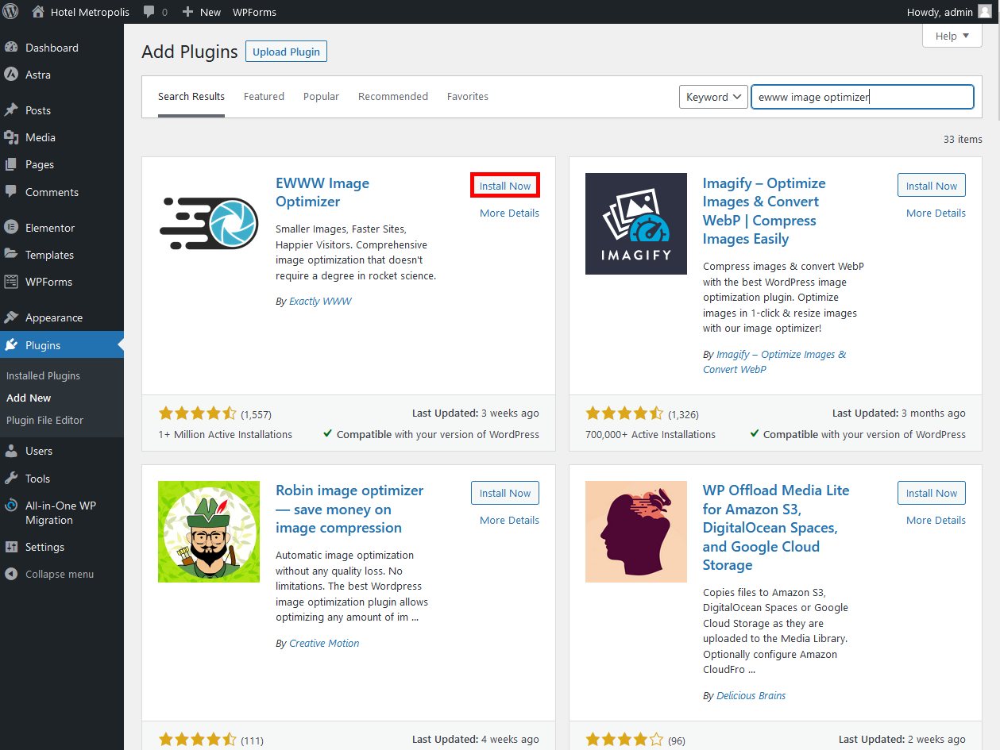 Hotel Metropolis 0 New WPForms Howdy, admin
Dashboard
Astra
Posts
Media
Pages
Comments
Elementor
Templates
WPForms
Appearance
Plugins
Installed Plugins
Add New
Plugin File Editor
Users
Tools
All-in-One WP
Migration
Settings
Collapse menu
Help
Add Plugins Upload Plugin
Search Results Featured Popular Recommended Favorites Keyword ewww image optimizer
33 items
EWWW Image
Optimizer
Install Now
More Details
Smaller Images, Faster Sites,
Happier Visitors. Comprehensive
image optimization that doesn't
require a degree in rocket science.
By Exactly WWW
(1,557) Last Updated: 3 weeks ago
1+ Million Active Installations Compatible with your version of WordPress
IMAGIFY
Imagify – Optimize
Images & Convert
WebP | Compress
Images Easily
Install Now
More Details
Compress images & convert WebP
with the best WordPress image
optimization plugin. Optimize
images in 1-click & resize images
with our image optimizer!
By Imagify – Optimize Images &
Convert WebP
(1,326) Last Updated: 3 months ago
700,000+ Active Installations Compatible with your version of WordPress
Robin image optimizer
— save money on
image compression
Install Now
More Details
Automatic image optimization
without any quality loss. No
limitations. The best Wordpress
image optimization plugin allows
optimizing any amount of im ...
By Creative Motion
(111) Last Updated: 4 weeks ago
WP Offload Media Lite
for Amazon S3,
DigitalOcean Spaces,
and Google Cloud
Storage
Install Now
More Details
Copies files to Amazon S3,
DigitalOcean Spaces or Google
Cloud Storage as they are
uploaded to the Media Library.
Optionally configure Amazon
CloudFro ...
By Delicious Brains
(96) Last Updated: 2 weeks ago